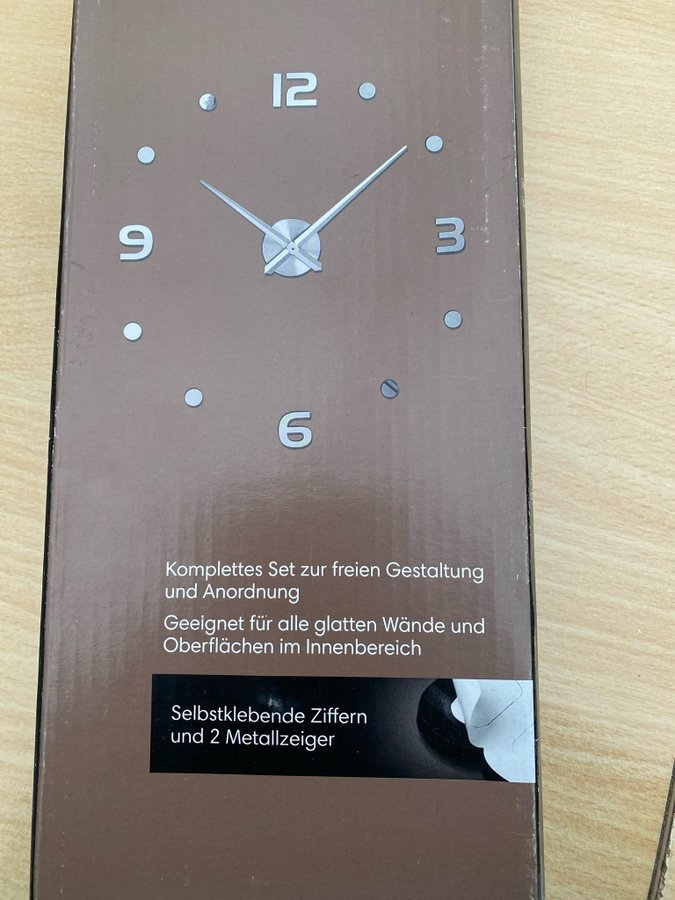 12
9 3
6
Komplettes Set zur freien Gestaltung
und Anordnung
Geeignet für alle glatten Wände und
Oberflächen im Innenbereich
Selbstklebende Ziffern
und 2 Metallzeiger